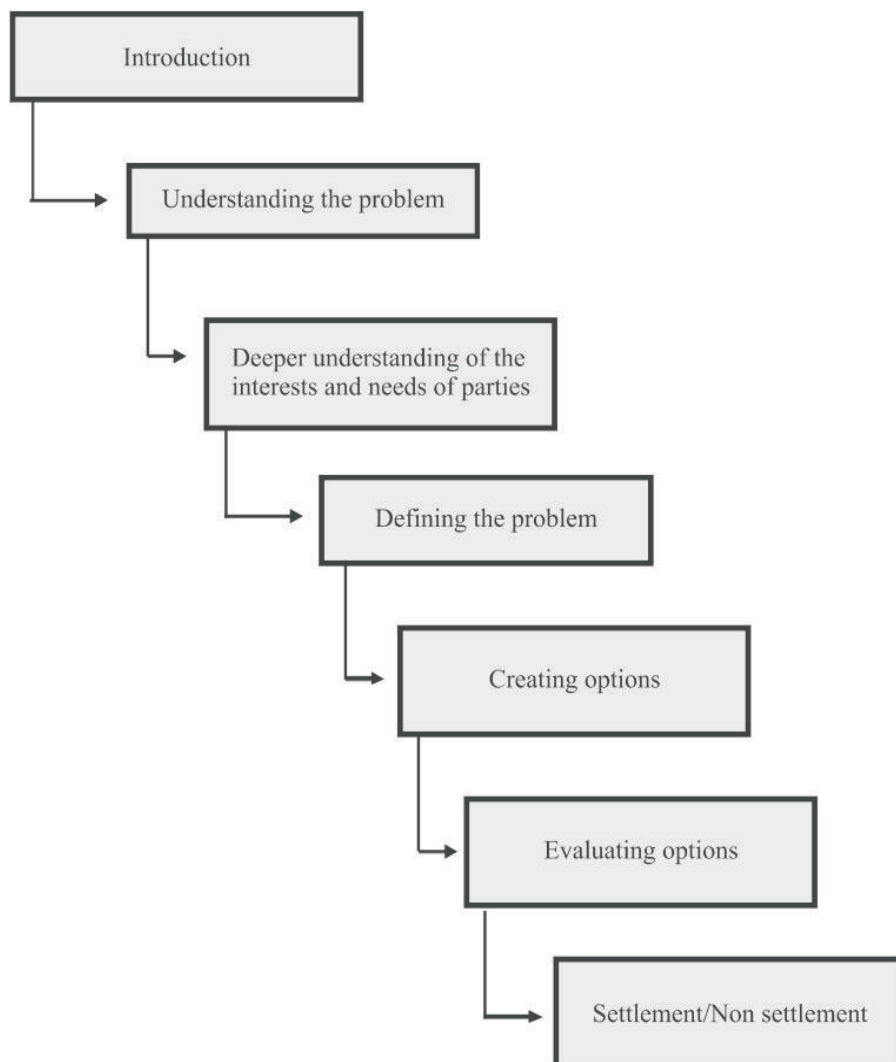 Introduction
Understanding the problem
Deeper understanding of the
interests and needs of parties
Defining the problem
Creating options
Evaluating options
Settlement/Non settlement